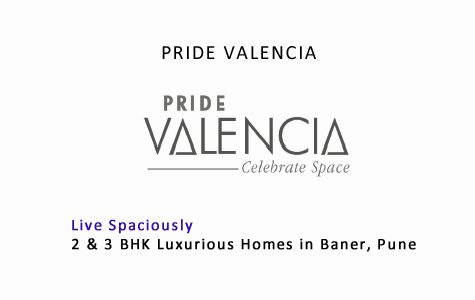 PRIDE VALENCIA
PRIDE
VALENCIA
Celebrate Space
Live Spaciously
2 & 3 BHK Luxurious Homes in Baner, Pune